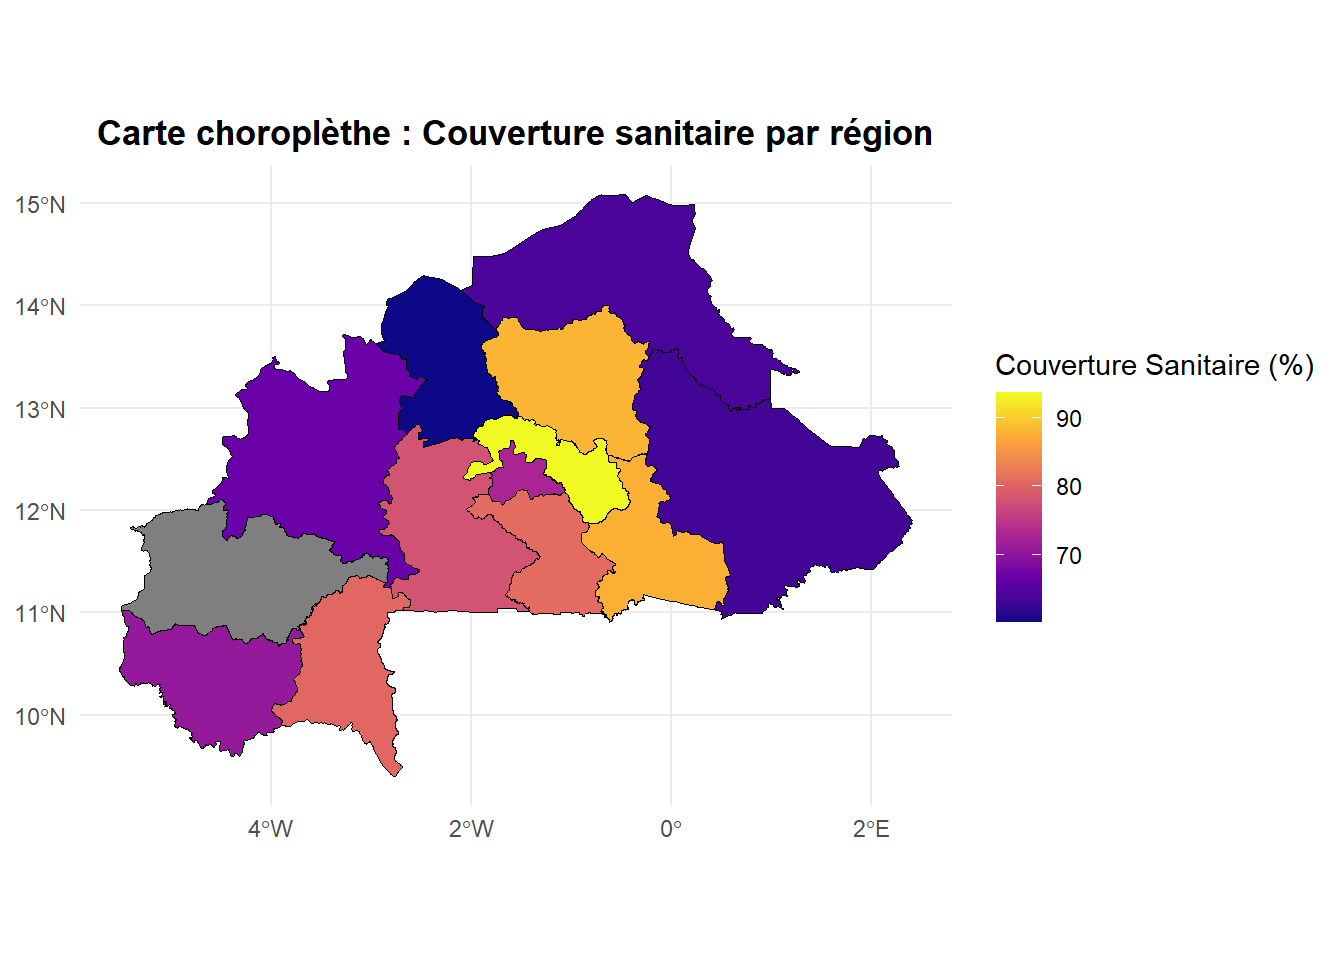 Carte choroplèthe : Couverture sanitaire par région
15°N
14°N
13°N
12°N
11°N
10°N
4°W
2°W
0°
2°E
Couverture Sanitaire (%)
90
80
70